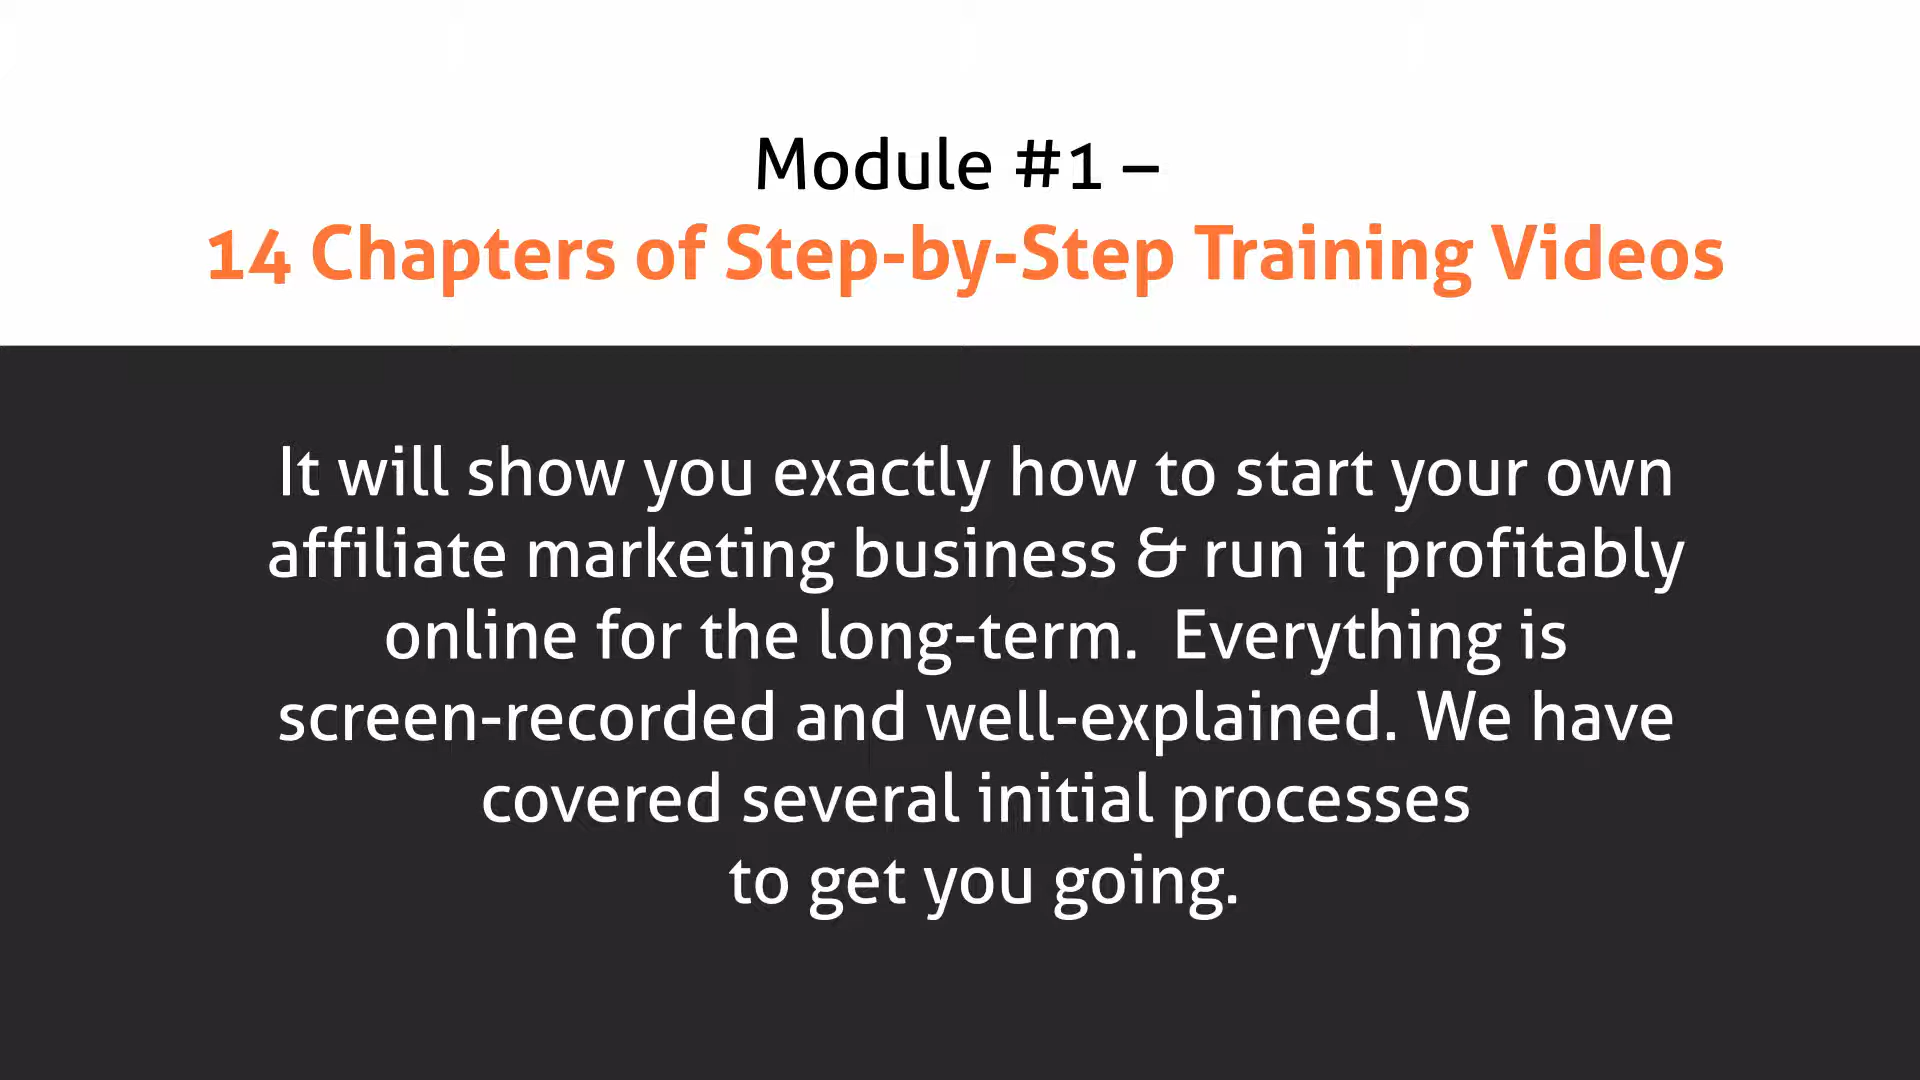 Module #1 –
14 Chapters of Step-by-Step Training Videos
It will show you exactly how to start your own
affiliate marketing business & run it profitably
online for the long-term.  Everything is
screen-recorded and well-explained. We have
covered several initial processes
to get you going.